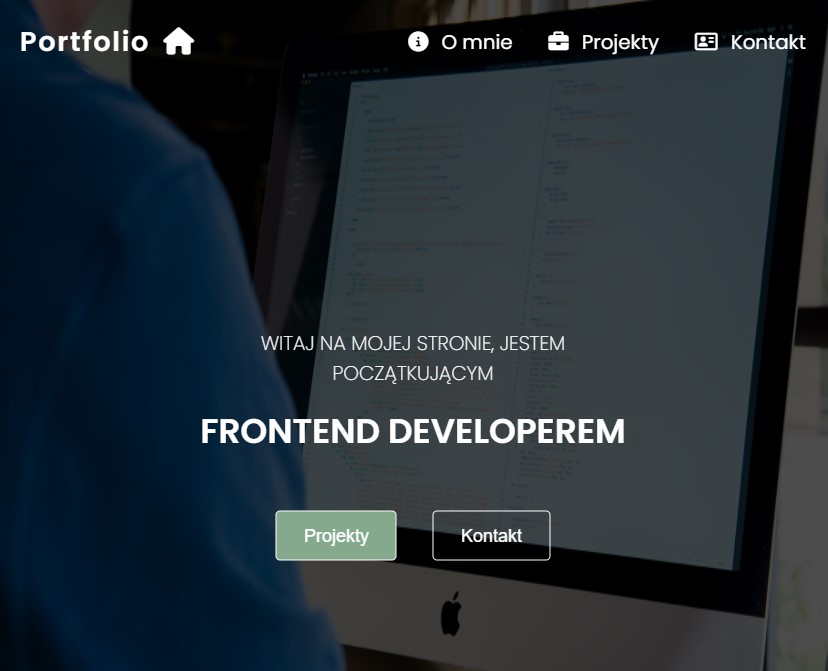 Portfolio
O mnie
Projekty
Kontakt
WITAJ NA MOJEJ STRONIE, JESTEM
POCZĄTKUJĄCYM
FRONTEND DEVELOPEREM
Projekty
Kontakt